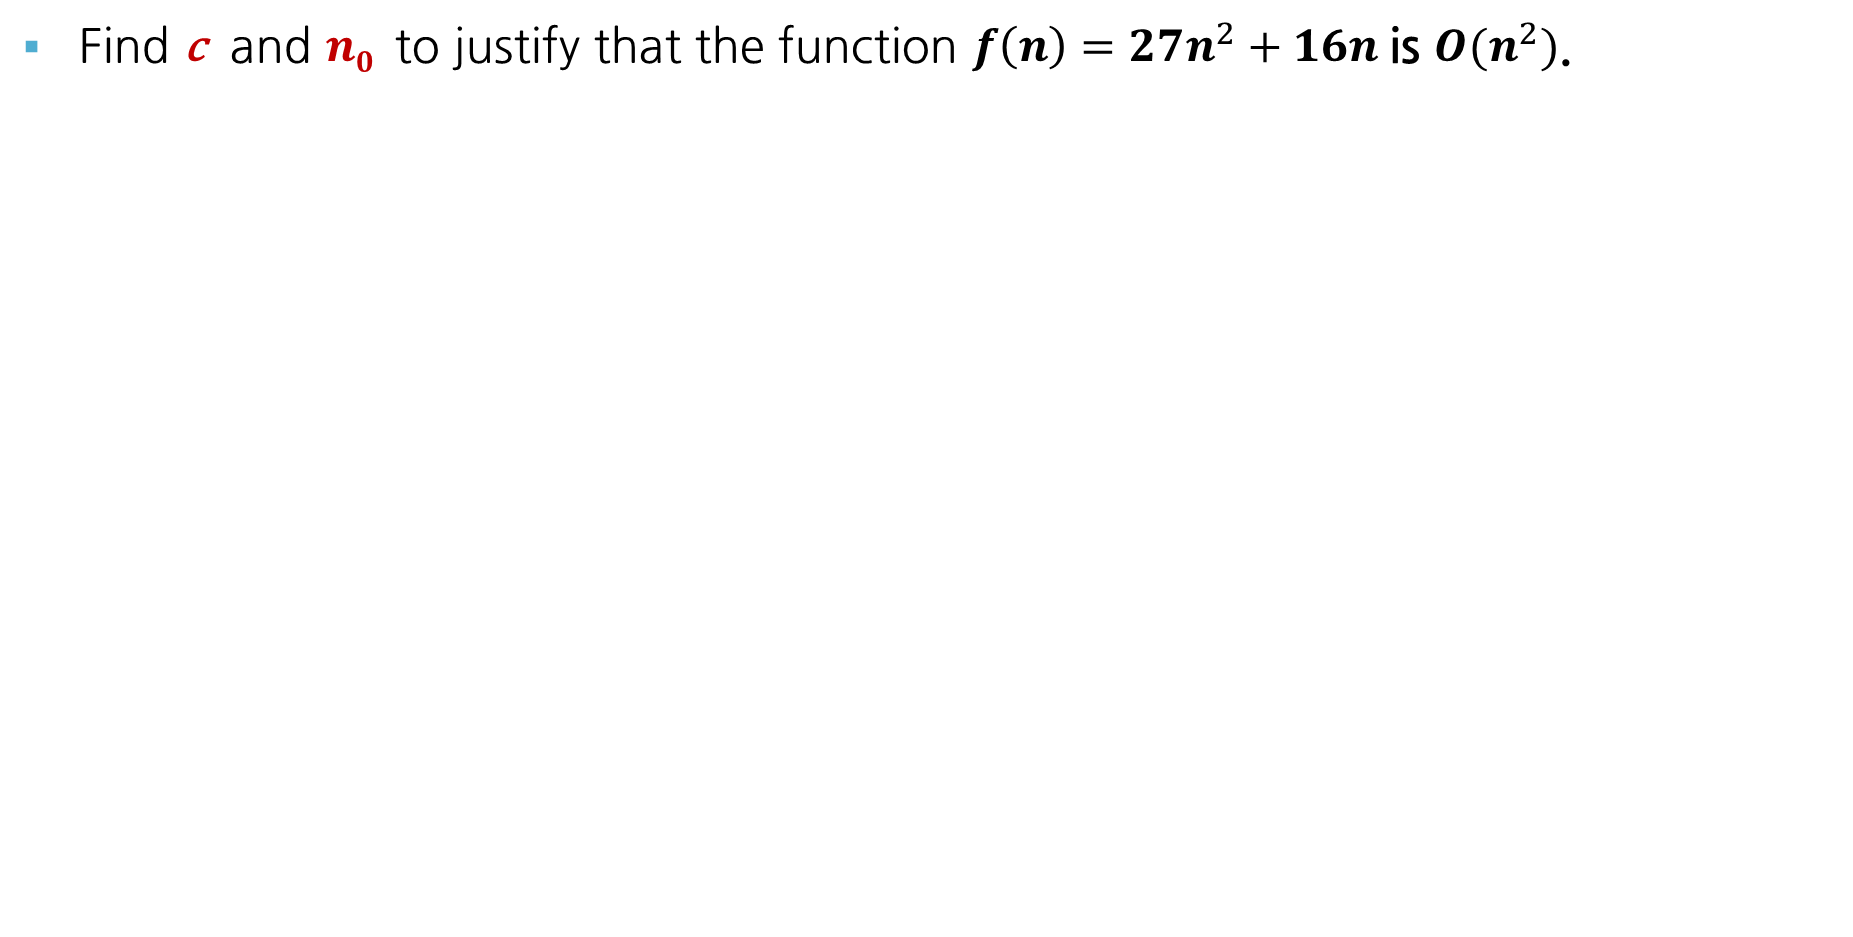 ▪ Find c and n₀ to justify that the function f(n) = 27n² + 16n is O(n²).